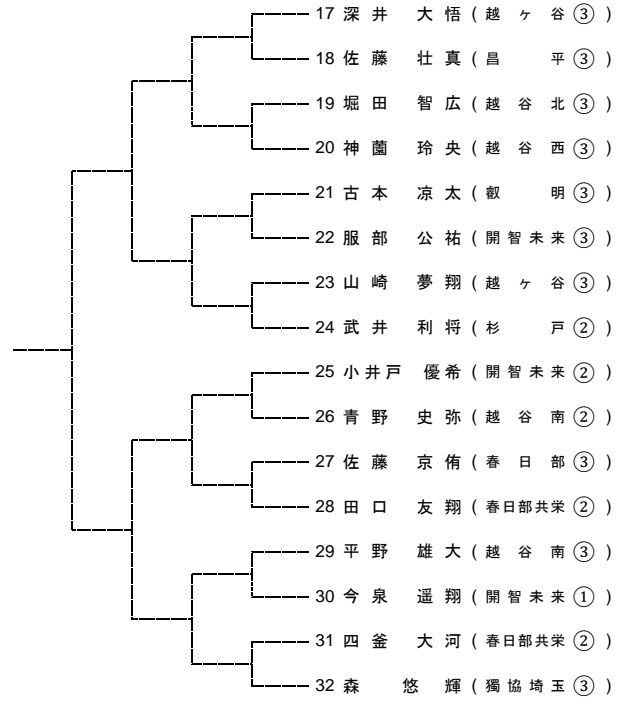 17 深井 大悟 ( 越ヶ谷 ③ )
18 佐藤 壮真 ( 昌平 ③ )
19 堀田 智広 ( 越谷北 ③ )
20 神薗 玲央 ( 越谷西 ③ )
21 古本 凉太 ( 叡明 ③ )
22 服部 公祐 ( 開智未来 ③ )
23 山崎 夢翔 ( 越ヶ谷 ③ )
24 武井 利将 ( 杉戸 ② )
25 小井戸 優希 ( 開智未来 ② )
26 青野 史弥 ( 越谷南 ② )
27 佐藤 京侑 ( 春日部 ③ )
28 田口 友翔 ( 春日部共栄 ② )
29 平野 雄大 ( 越谷南 ③ )
30 今泉 遥翔 ( 開智未来 ① )
31 四釜 大河 ( 春日部共栄 ② )
32 森 悠輝 ( 獨協埼玉 ③ )